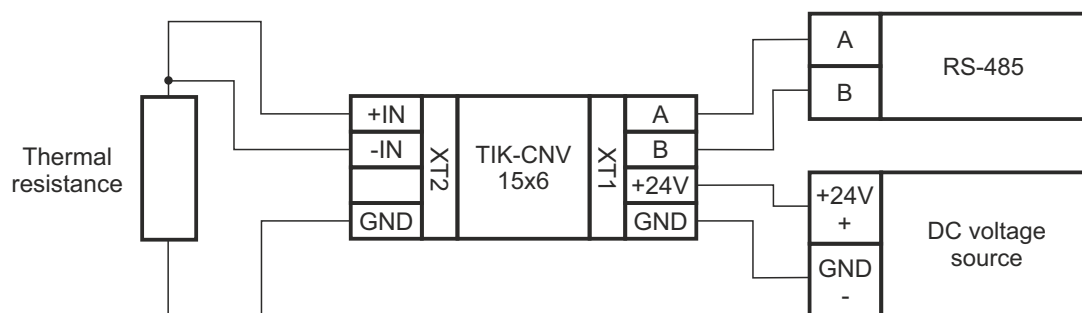 Thermal
resistance
+IN
-IN
GND
XT2
TIK-CNV
15x6
XT1
A
B
+24V
GND
A
B
RS-485
+24V
+
GND
-
DC voltage
source